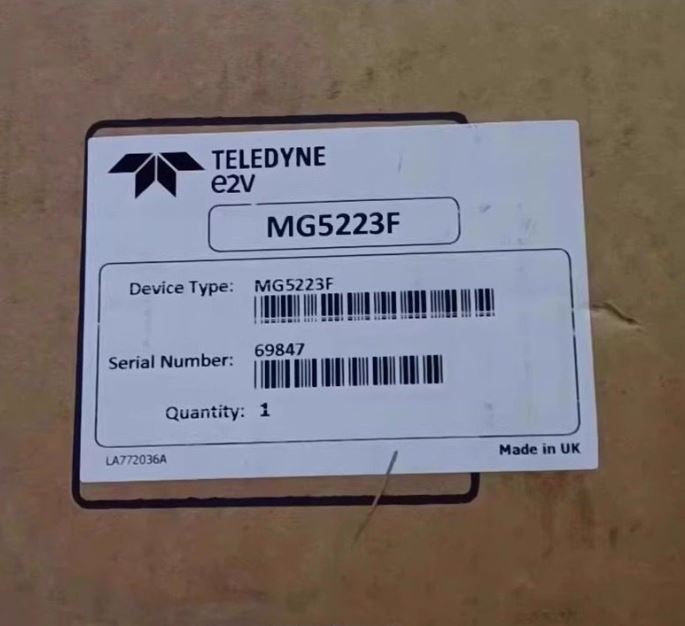 TELEDYNE
e2v
MG5223F
Device Type: MG5223F
Serial Number: 69847
Quantity: 1
LA772036A
Made in UK